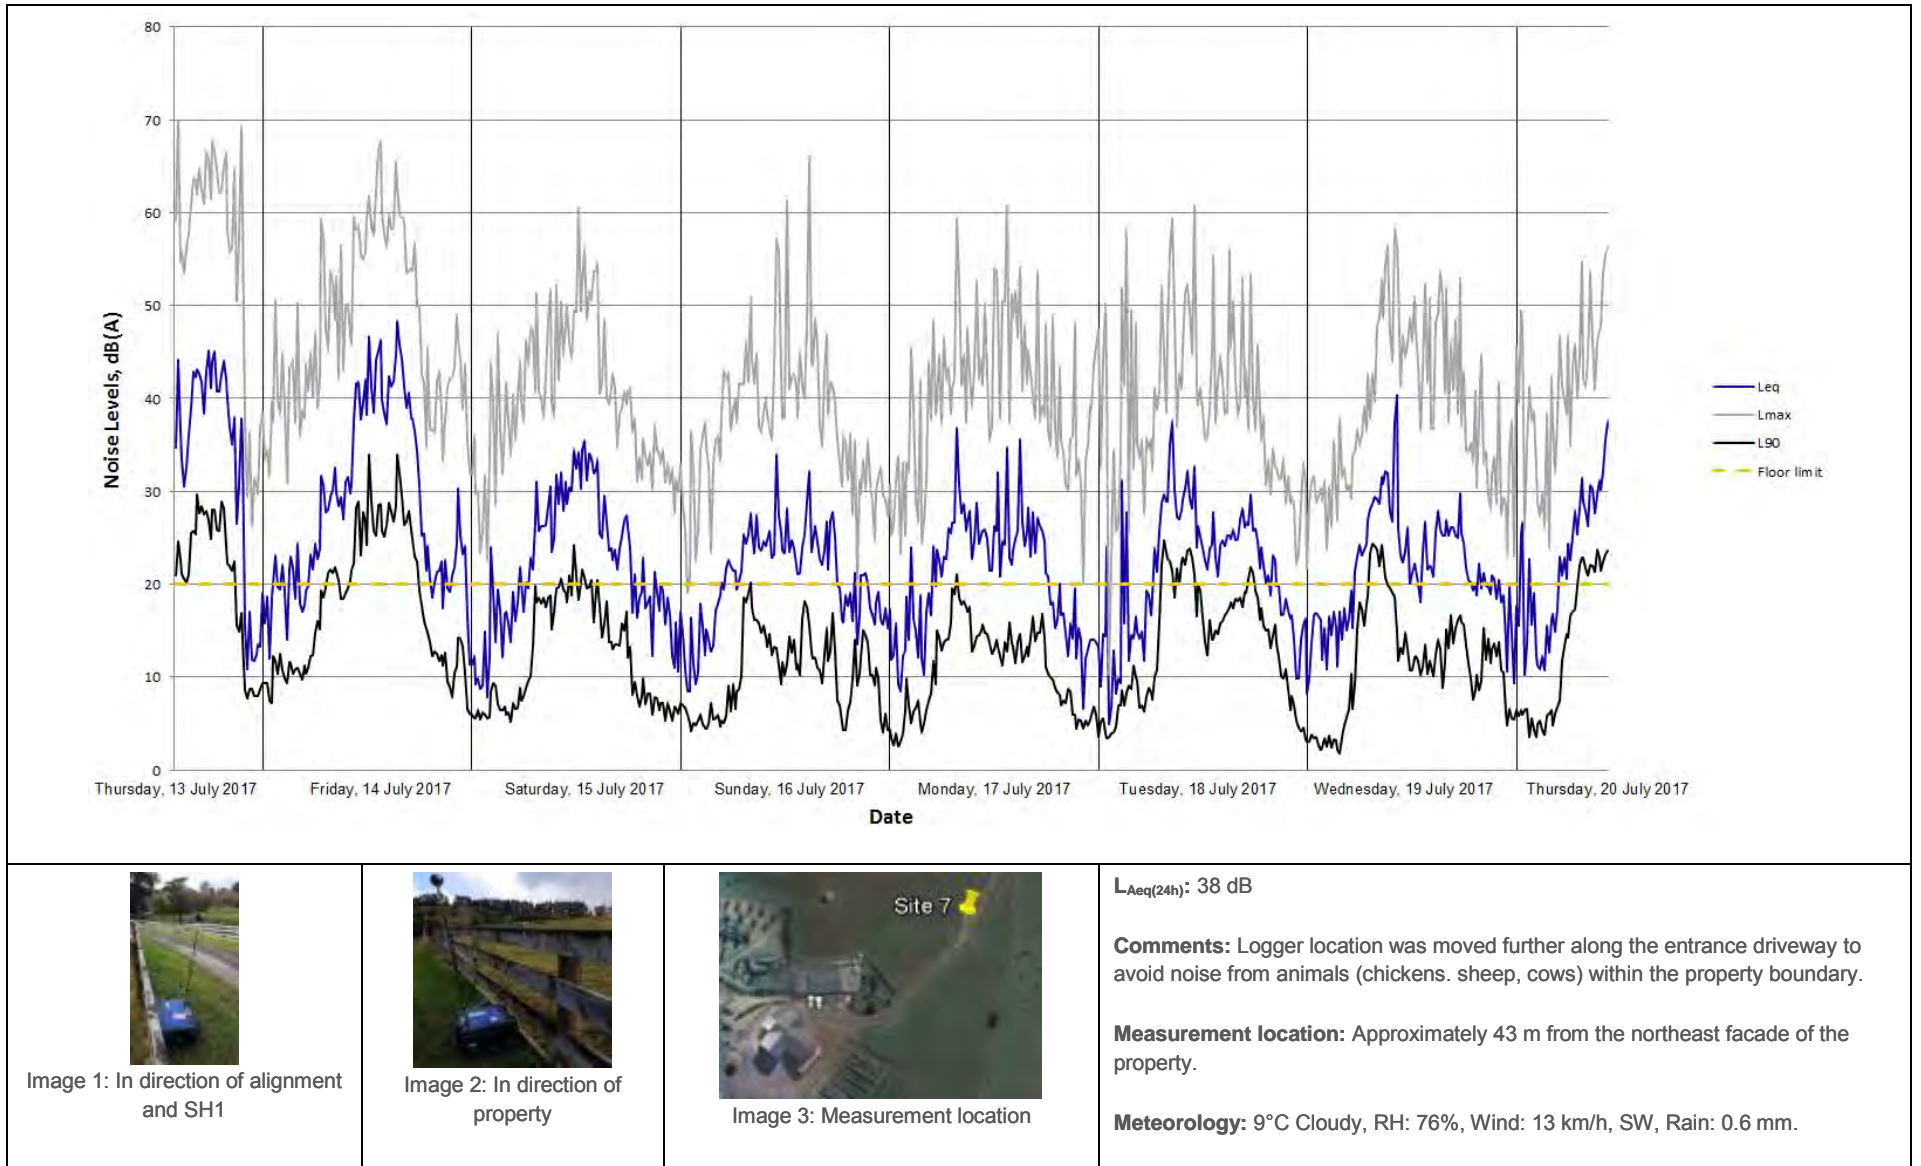 80
70
60
50
40
30
20
10
0
Noise Levels, dB(A)
Thursday, 13 July 2017
Friday, 14 July 2017
Saturday, 15 July 2017
Sunday, 16 July 2017
Monday, 17 July 2017
Tuesday, 18 July 2017
Wednesday, 19 July 2017
Thursday, 20 July 2017
Date
Leq
Lmax
L90
Floor limit
Site 7
Image 1: In direction of alignment
and SH1
Image 2: In direction of
property
Image 3: Measurement location
LAeq(24h): 38 dB
Comments: Logger location was moved further along the entrance driveway to
avoid noise from animals (chickens. sheep, cows) within the property boundary.
Measurement location: Approximately 43 m from the northeast facade of the
property.
Meteorology: 9°C Cloudy, RH: 76%, Wind: 13 km/h, SW, Rain: 0.6 mm.